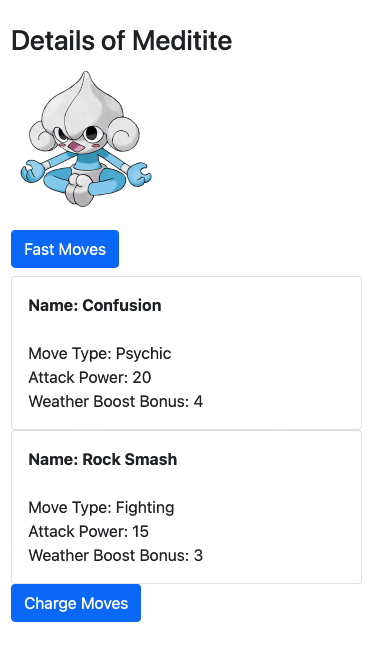 Details of Meditite
Fast Moves
Name: Confusion
Move Type: Psychic
Attack Power: 20
Weather Boost Bonus: 4
Name: Rock Smash
Move Type: Fighting
Attack Power: 15
Weather Boost Bonus: 3
Charge Moves